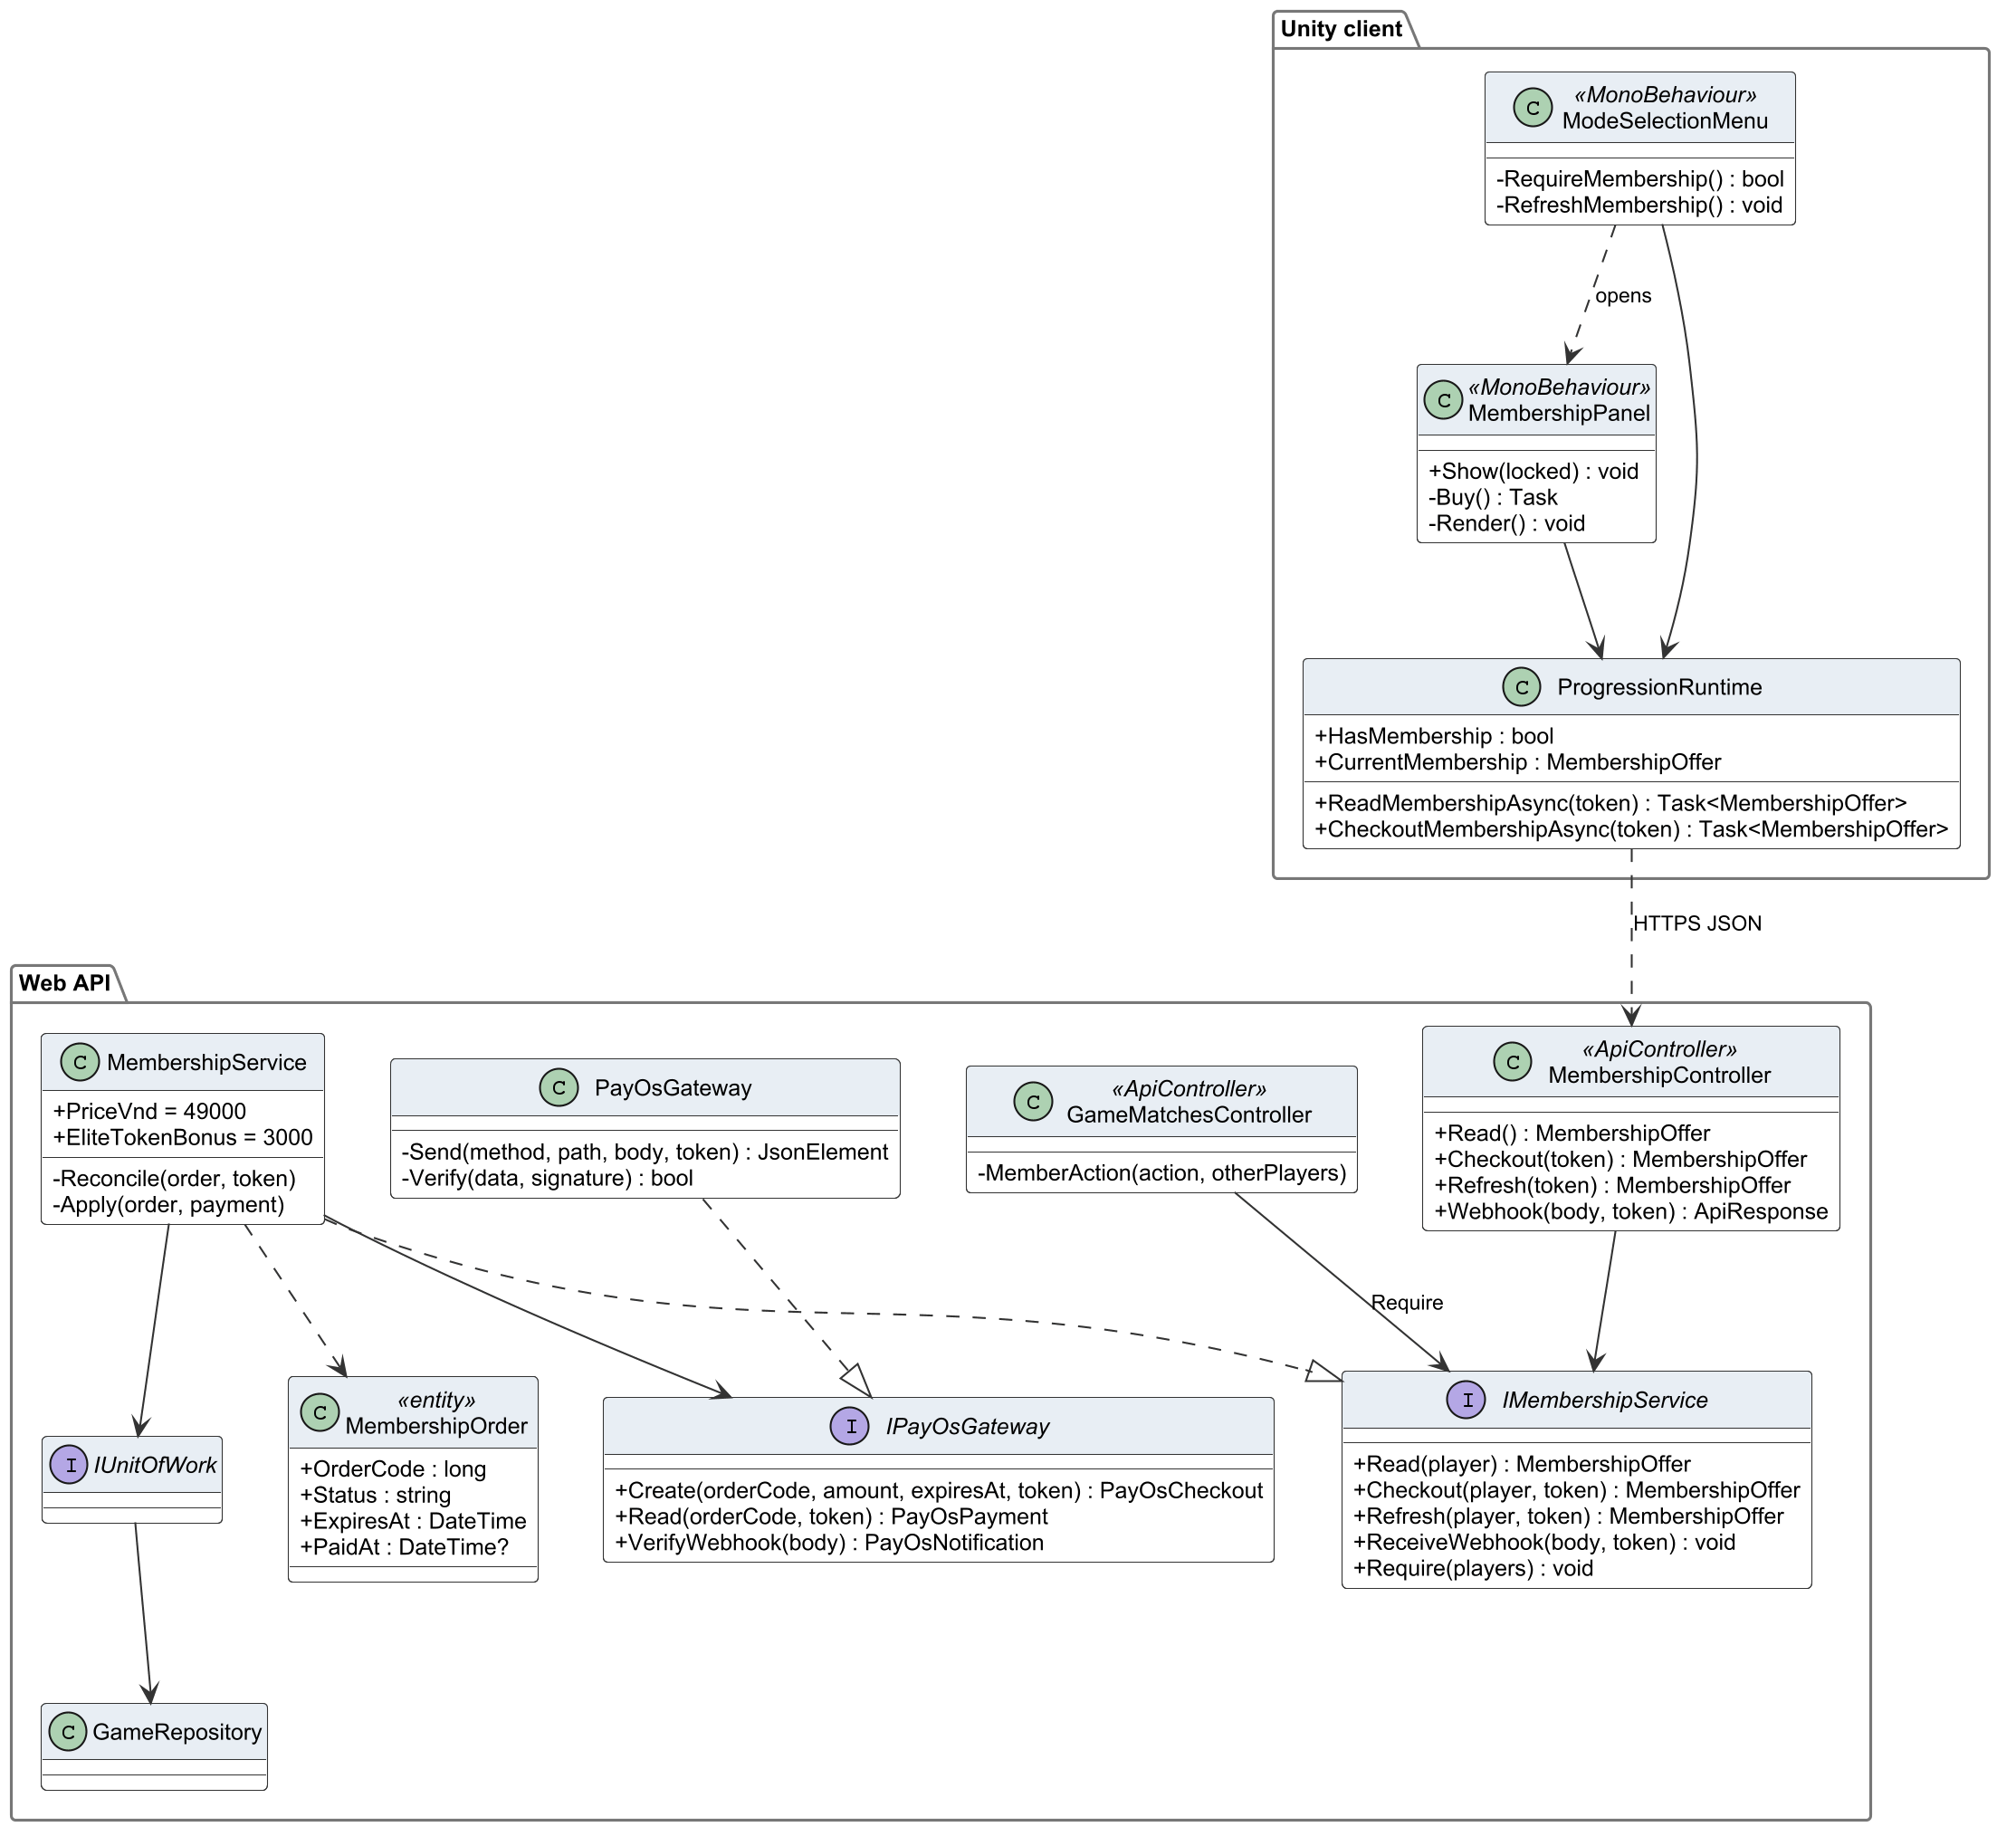 Unity client
C
«MonoBehaviour»
ModeSelectionMenu
-RequireMembership() : bool
-RefreshMembership() : void
opens
C
«MonoBehaviour»
MembershipPanel
+Show(locked) : void
-Buy() : Task
-Render() : void
C
ProgressionRuntime
+HasMembership : bool
+CurrentMembership : MembershipOffer
+ReadMembershipAsync(token) : Task<MembershipOffer>
+CheckoutMembershipAsync(token) : Task<MembershipOffer>
HTTPS JSON
Web API
C
MembershipService
+PriceVnd = 49000
+EliteTokenBonus = 3000
-Reconcile(order, token)
-Apply(order, payment)
C
PayOsGateway
-Send(method, path, body, token) : JsonElement
-Verify(data, signature) : bool
C
«ApiController»
GameMatchesController
-MemberAction(action, otherPlayers)
C
«ApiController»
MembershipController
+Read() : MembershipOffer
+Checkout(token) : MembershipOffer
+Refresh(token) : MembershipOffer
+Webhook(body, token) : ApiResponse
Require
I
IUnitOfWork
C
«entity»
MembershipOrder
+OrderCode : long
+Status : string
+ExpiresAt : DateTime
+PaidAt : DateTime?
I
IPayOsGateway
+Create(orderCode, amount, expiresAt, token) : PayOsCheckout
+Read(orderCode, token) : PayOsPayment
+VerifyWebhook(body) : PayOsNotification
I
IMembershipService
+Read(player) : MembershipOffer
+Checkout(player, token) : MembershipOffer
+Refresh(player, token) : MembershipOffer
+ReceiveWebhook(body, token) : void
+Require(players) : void
C
GameRepository